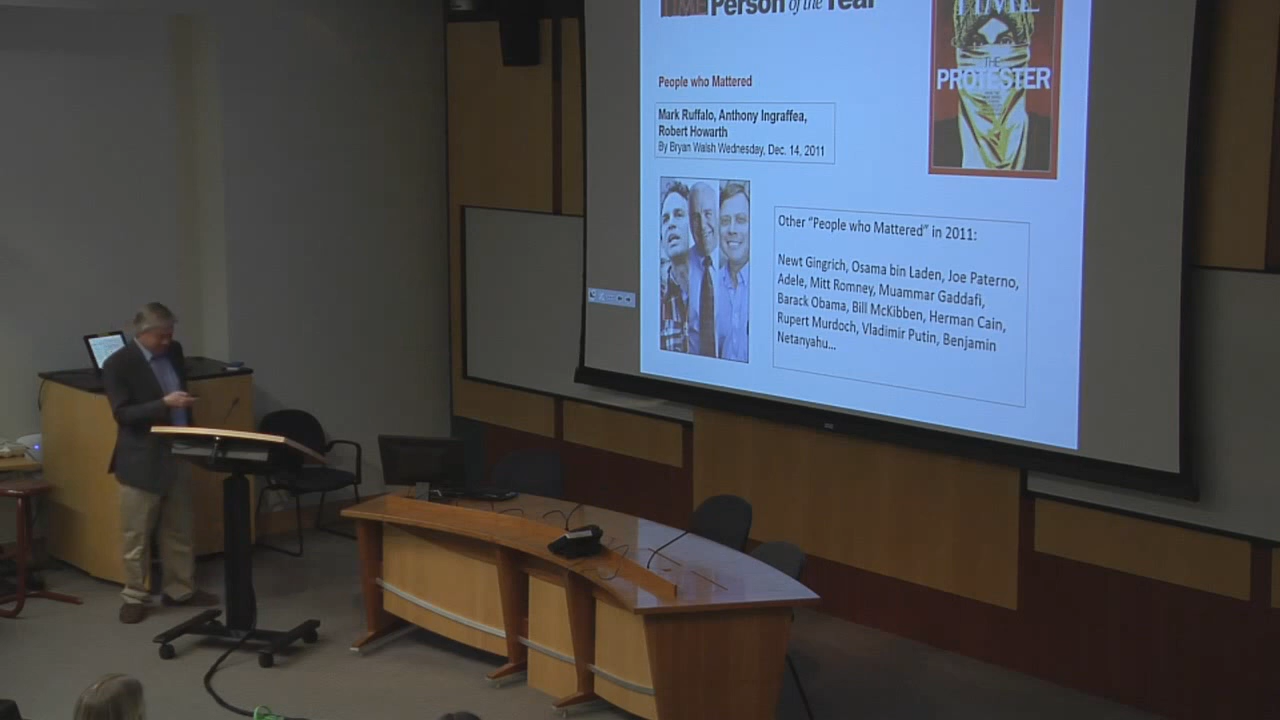 TIME Person of the Year
TIME
THE
PROTESTER
People who Mattered
Mark Ruffalo, Anthony Ingraffea,
Robert Howarth
By Bryan Walsh Wednesday, Dec. 14, 2011
Other “People who Mattered” in 2011:
Newt Gingrich, Osama bin Laden, Joe Paterno,
Adele, Mitt Romney, Muammar Gaddafi,
Barack Obama, Bill McKibben, Herman Cain,
Rupert Murdoch, Vladimir Putin, Benjamin
Netanyahu...